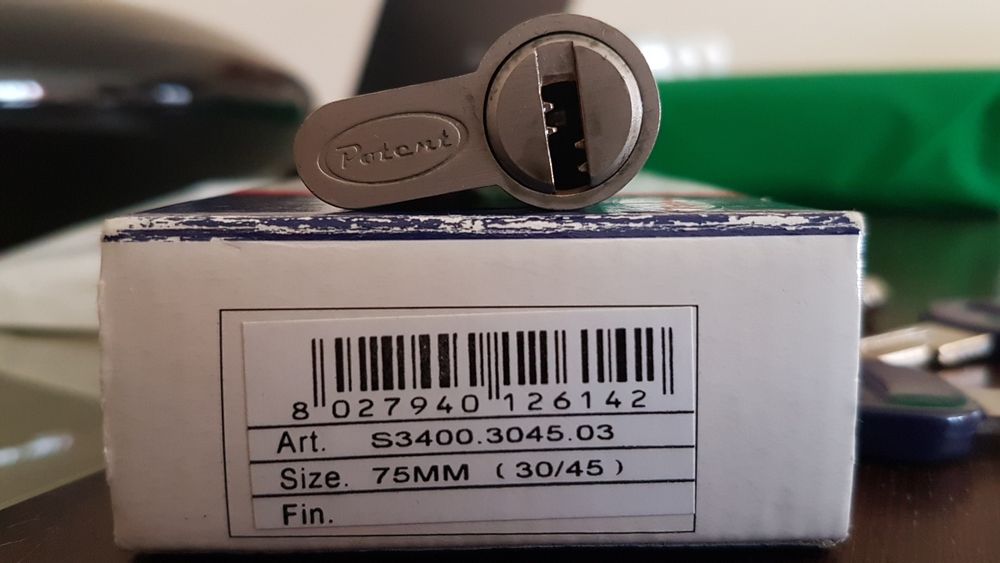 Potent
8 027940 126142
Art. S3400.3045.03
Size. 75MM (30/45)
Fin.